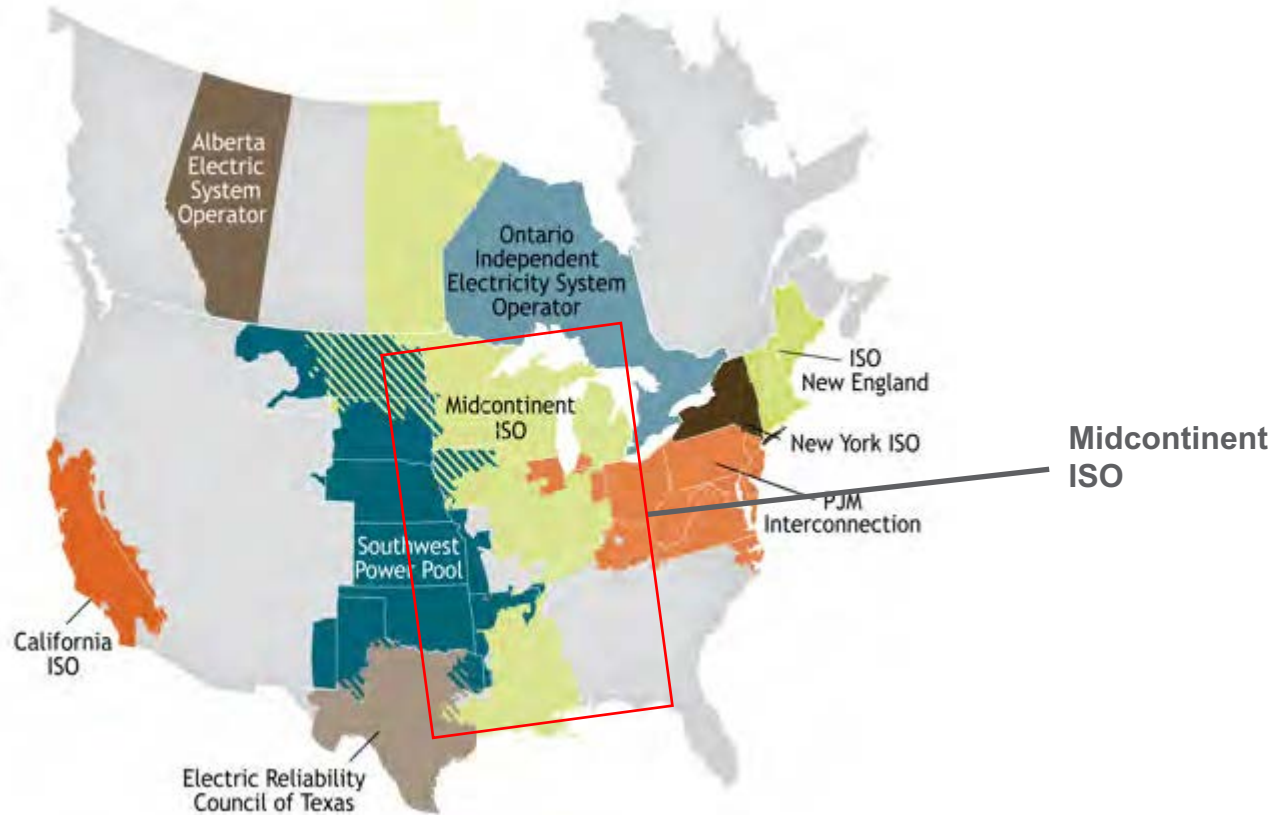 Alberta
Electric
System
Operator
Ontario
Independent
Electricity System
Operator
Midcontinent
ISO
ISO
New England
New York ISO
PJM
Interconnection
Midcontinent
ISO
Southwest
Power Pool
California
ISO
Electric Reliability
Council of Texas